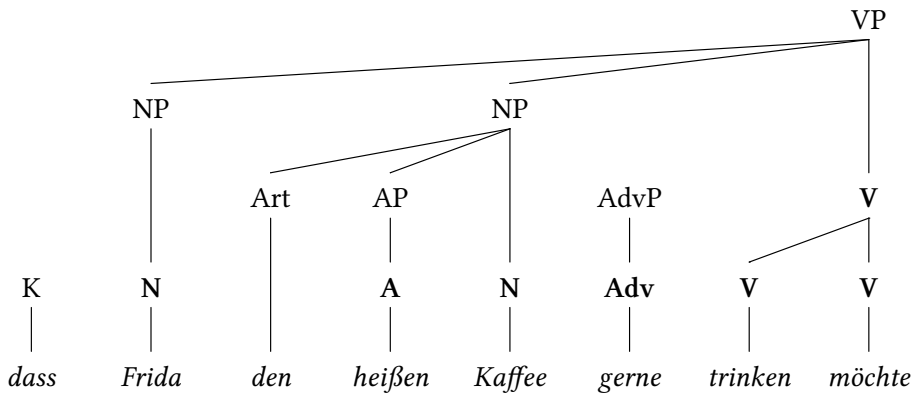 VP
NP NP
Art AP AdvP V
K N A N Adv V V
dass Frida den heißen Kaffee gerne trinken möchte